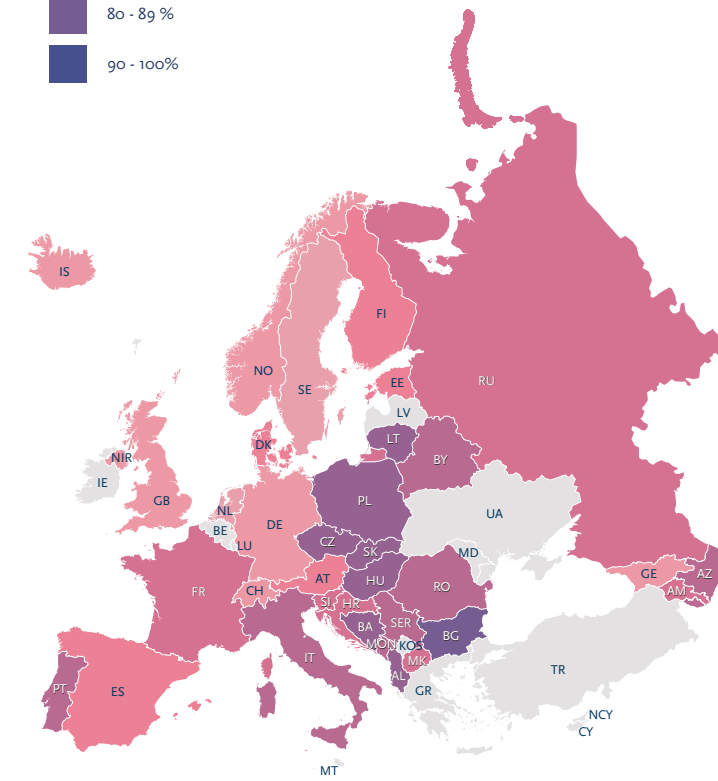 80 - 89 %
90 - 100%
IS
FI
NO
RU
EE
SE
LV
LT
DK
BY
NIR
IE
GB
PL
NL
UA
DE
BE
CZ
LU
SK
MD
GE
AZ
AT
HU
RO
CH
AM
FR
SI
HR
SER
BA
BG
MON
KOS
IT
MK
AL
PT
ES
GR
TR
NCY
CY
MT